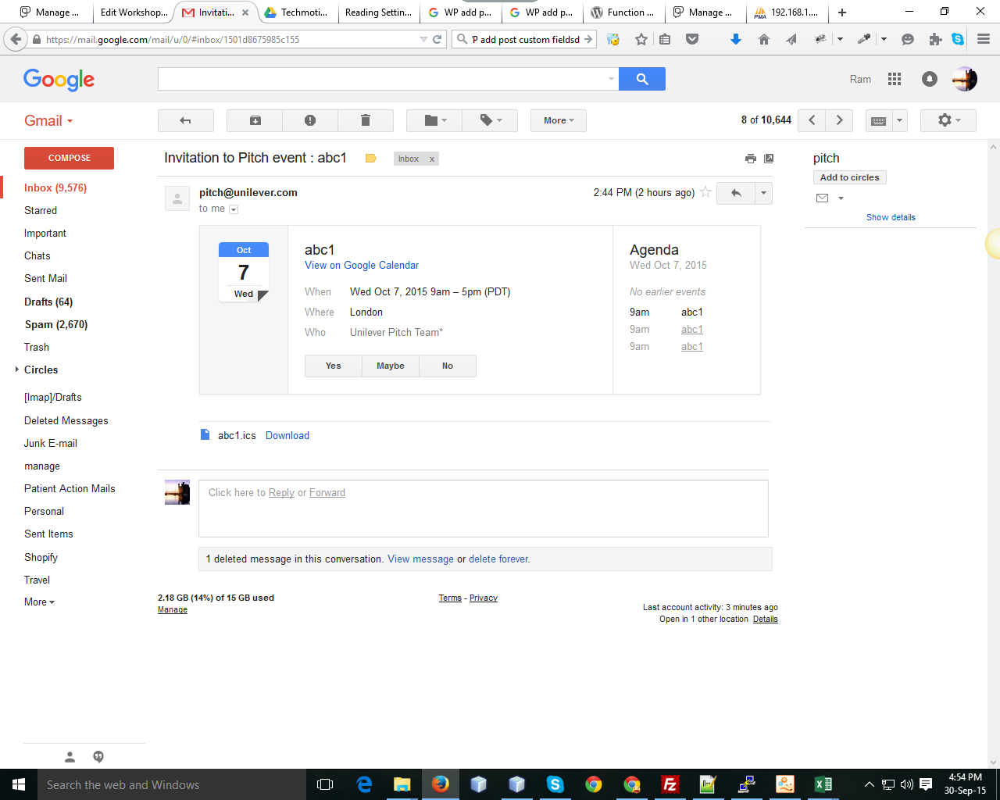 Manage ...
Edit Workshop...
Invitati...
Techmoti...
Reading Settin...
WP add p...
WP add p...
Function ...
Manage ...
PMA
192.168.1....
https://mail.google.com/mail/u/0/#inbox/1501d8675985c155
'P add post custom fieldsd
Google
Ram
Gmail
More
8 of 10,644
COMPOSE
Inbox (9,576)
Starred
Important
Chats
Sent Mail
Drafts (64)
Spam (2,670)
Trash
Circles
[Imap]/Drafts
Deleted Messages
Junk E-mail
manage
Patient Action Mails
Personal
Sent Items
Shopify
Travel
More
Invitation to Pitch event : abc1
Inbox x
pitch@unilever.com
2:44 PM (2 hours ago)
to me
Oct
7
Wed
abc1
View on Google Calendar
When Wed Oct 7, 2015 9am – 5pm (PDT)
Where London
Who Unilever Pitch Team*
Yes Maybe No
Agenda
Wed Oct 7, 2015
No earlier events
9am abc1
9am abc1
9am abc1
abc1.ics Download
Click here to Reply or Forward
1 deleted message in this conversation. View message or delete forever.
2.18 GB (14%) of 15 GB used
Manage
Terms - Privacy
Last account activity: 3 minutes ago
Open in 1 other location Details
pitch
Add to circles
Show details
Search the web and Windows
4:54 PM
30-Sep-15